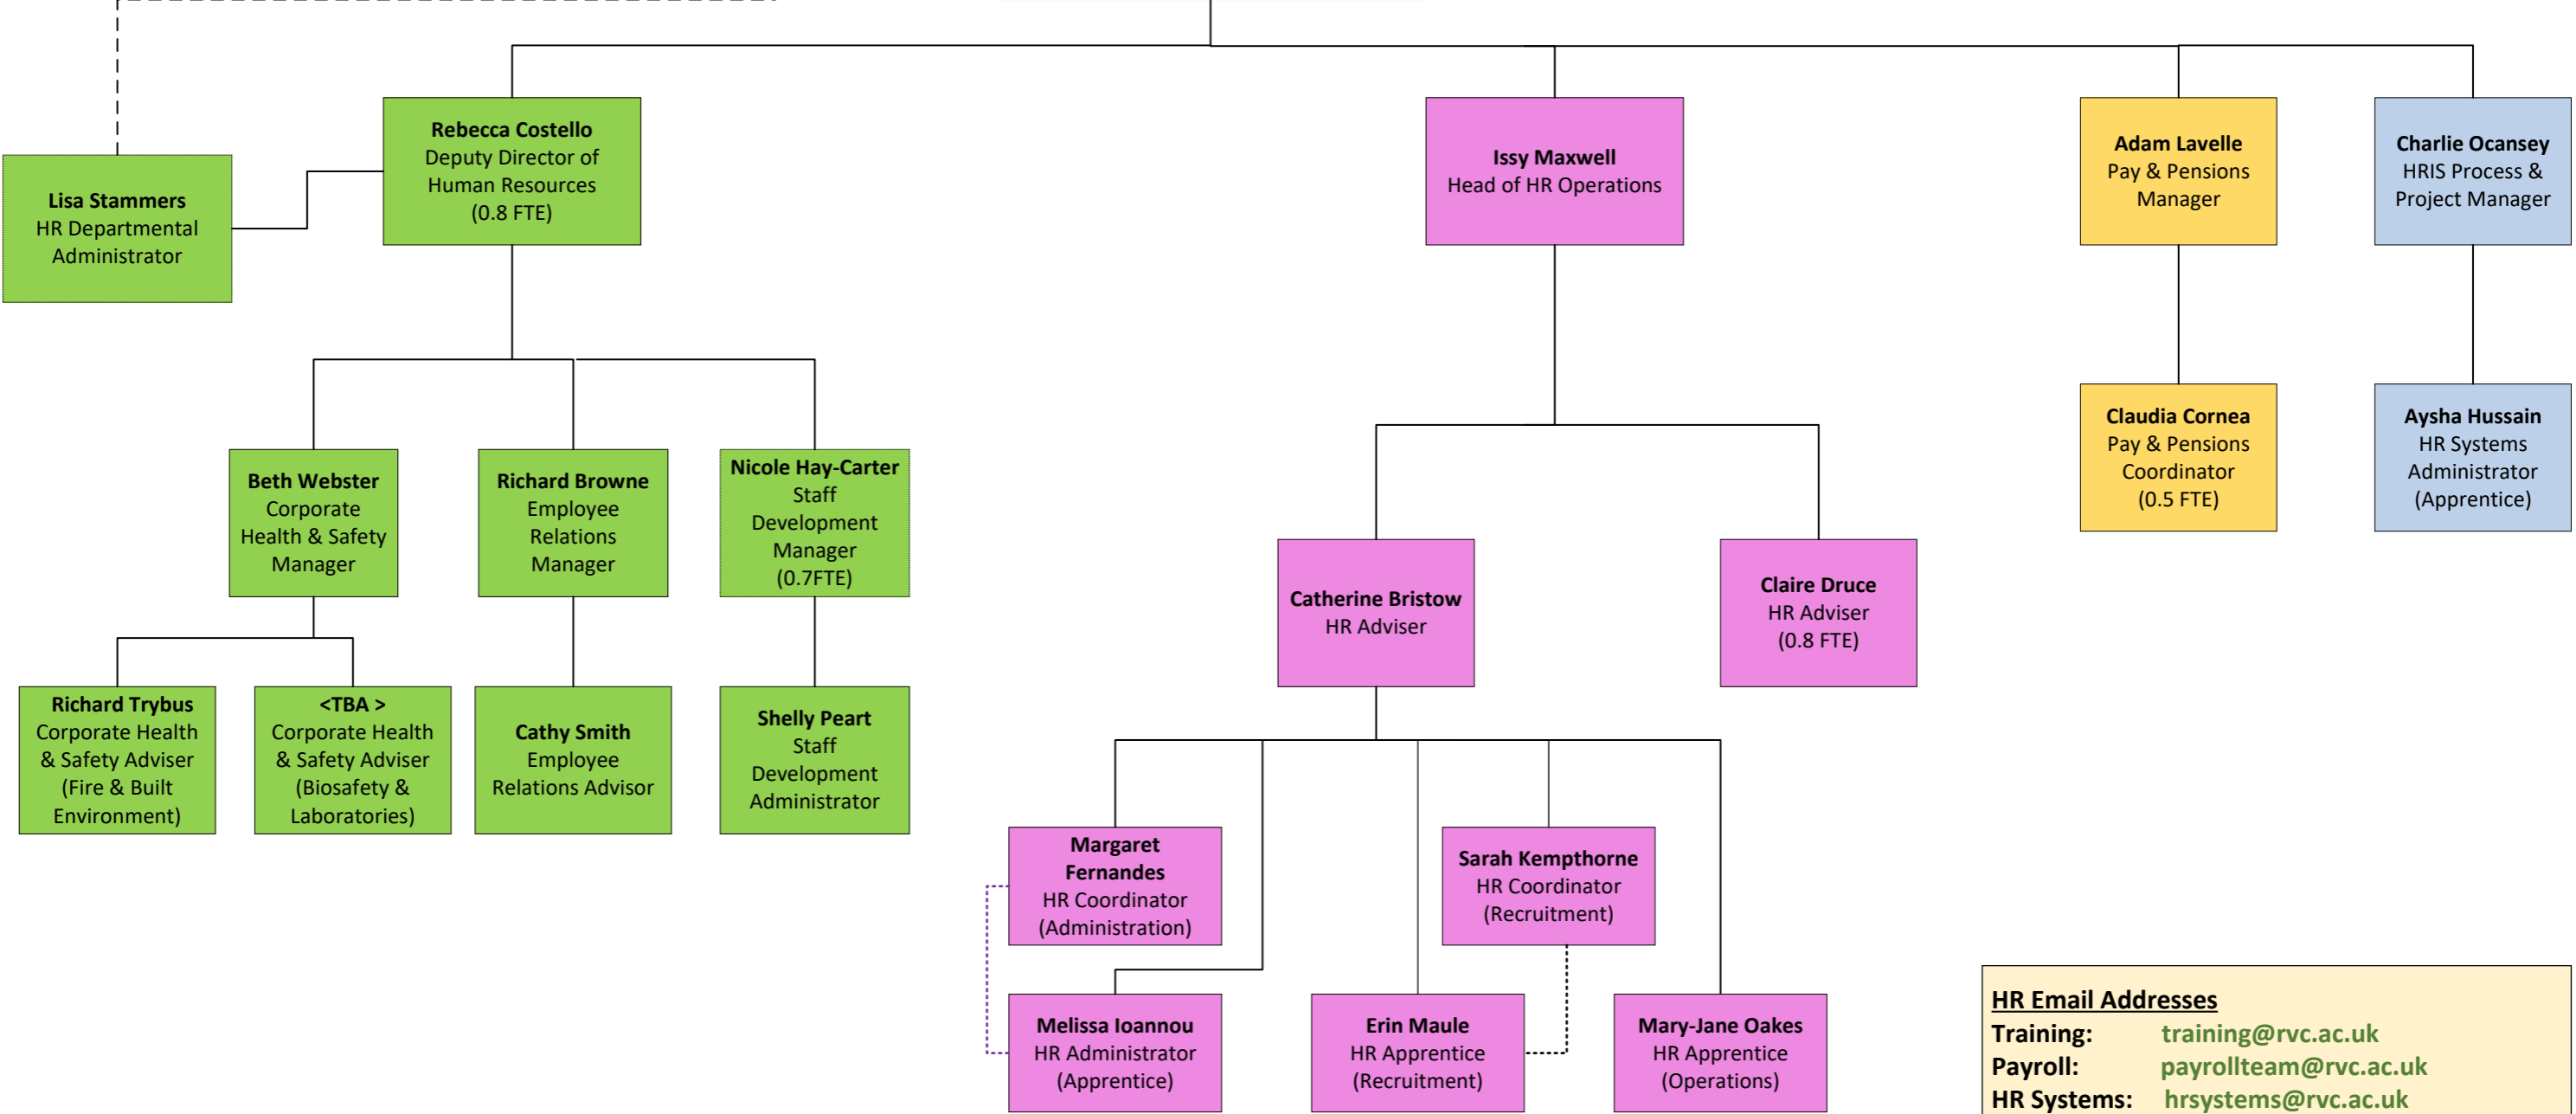 Rebecca Costello
Deputy Director of
Human Resources
(0.8 FTE)
Issy Maxwell
Head of HR Operations
Adam Lavelle
Pay & Pensions
Manager
Charlie Ocansey
HRIS Process &
Project Manager
Lisa Stammers
HR Departmental
Administrator
Beth Webster
Corporate
Health & Safety
Manager
Richard Browne
Employee
Relations
Manager
Nicole Hay-Carter
Staff
Development
Manager
(0.7FTE)
Claudia Cornea
Pay & Pensions
Coordinator
(0.5 FTE)
Aysha Hussain
HR Systems
Administrator
(Apprentice)
Catherine Bristow
HR Adviser
Claire Druce
HR Adviser
(0.8 FTE)
Richard Trybus
Corporate Health
& Safety Adviser
(Fire & Built
Environment)
<TBA >
Corporate Health
& Safety Adviser
(Biosafety &
Laboratories)
Cathy Smith
Employee
Relations Advisor
Shelly Peart
Staff
Development
Administrator
Margaret
Fernandes
HR Coordinator
(Administration)
Sarah Kempthorne
HR Coordinator
(Recruitment)
Melissa Ioannou
HR Administrator
(Apprentice)
Erin Maule
HR Apprentice
(Recruitment)
Mary-Jane Oakes
HR Apprentice
(Operations)
HR Email Addresses
Training: training@rvc.ac.uk
Payroll: payrollteam@rvc.ac.uk
HR Systems: hrsystems@rvc.ac.uk